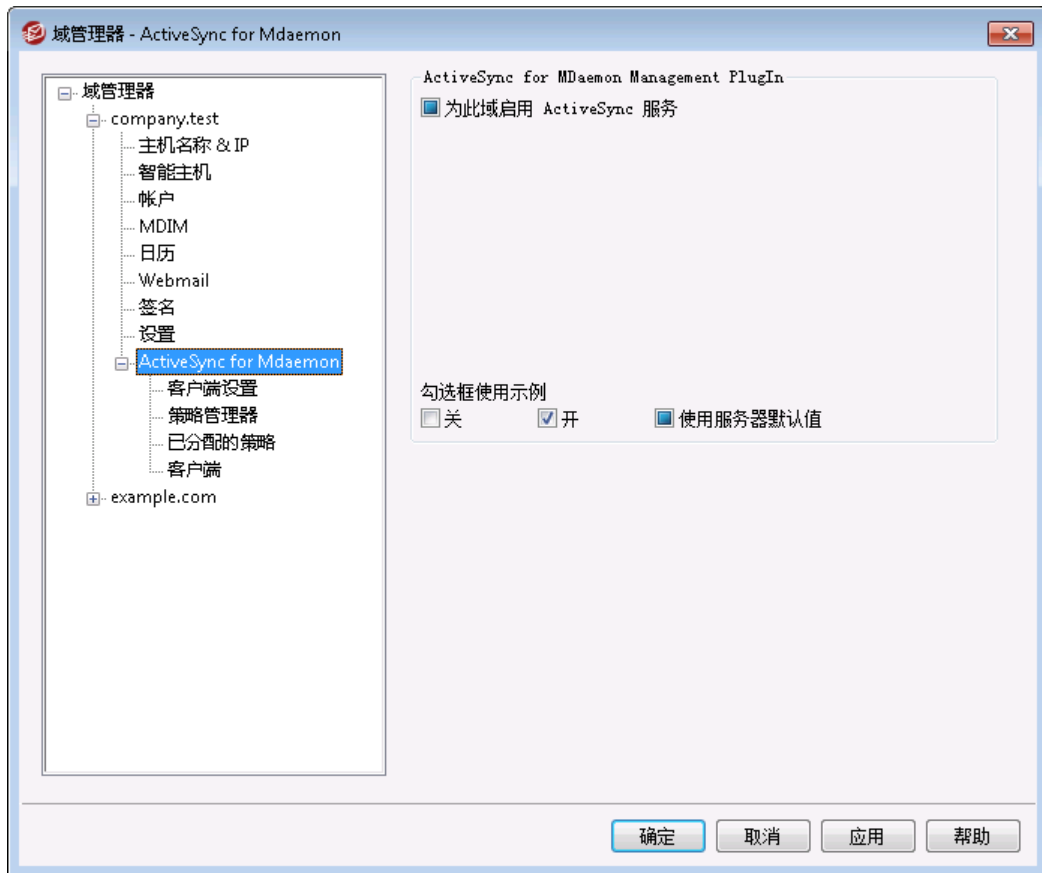 域管理器 - ActiveSync for Mdaemon
域管理器
company.test
主机名称 & IP
智能主机
帐户
MDIM
日历
Webmail
签名
设置
ActiveSync for Mdaemon
客户端设置
策略管理器
已分配的策略
客户端
example.com
ActiveSync for MDaemon Management PlugIn
为此域启用 ActiveSync 服务
勾选框使用示例
关 开 使用服务器默认值
确定 取消 应用 帮助